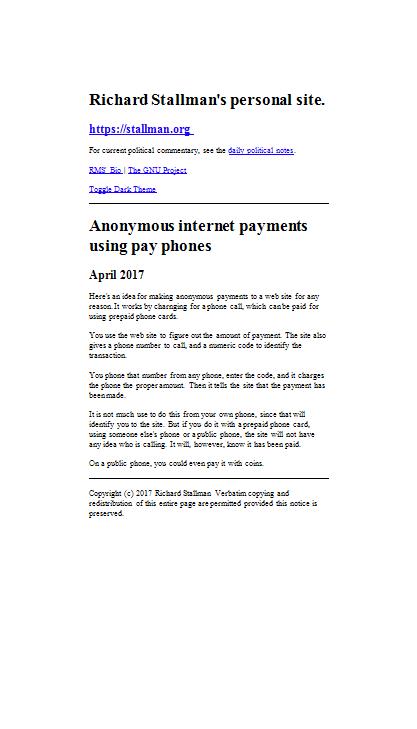 Richard Stallman's personal site.
https://stallman.org
For current political commentary, see the daily political notes.
RMS' Bio | The GNU Project
Toggle Dark Theme
Anonymous internet payments
using pay phones
April 2017
Here's an idea for making anonymous payments to a web site for any
reason. It works by charnging for a phone call, which can be paid for
using prepaid phone cards.
You use the web site to figure out the amount of payment. The site also
gives a phone number to call, and a numeric code to identify the
transaction.
You phone that number from any phone, enter the code, and it charges
the phone the proper amount. Then it tells the site that the payment has
been made.
It is not much use to do this from your own phone, since that will
identify you to the site. But if you do it with a prepaid phone card,
using someone else's phone or a public phone, the site will not have
any idea who is calling. It will, however, know it has been paid.
On a public phone, you could even pay it with coins.
Copyright (c) 2017 Richard Stallman Verbatim copying and
redistribution of this entire page are permitted provided this notice is
preserved.